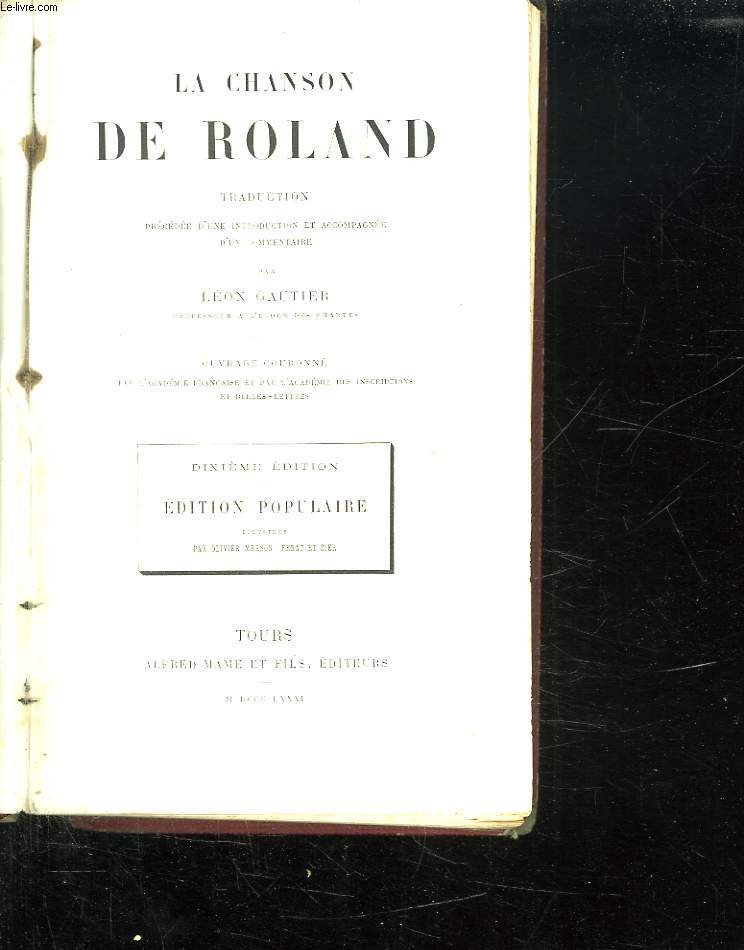 Le-livre.com
LA CHANSON
DE ROLAND
TRADUCTION
PRÉCÉDÉE D'UNE INTRODUCTION ET ACCOMPAGNÉE
D'UN COMMENTAIRE
PAR
LÉON GAUTIER
PROFESSEUR A L'ÉCOLE DES CHARTES
OUVRAGE COURONNÉ
PAR L'ACADÉMIE FRANÇAISE ET PAR L'ACADÉMIE DES INSCRIPTIONS
ET BELLES-LETTRES
DIXIÈME ÉDITION
ÉDITION POPULAIRE
ILLUSTRÉE
PAR OLIVIER MERSON, FERAT ET ZIER
TOURS
ALFRED MAME ET FILS, ÉDITEURS
M DCCC LXXXI